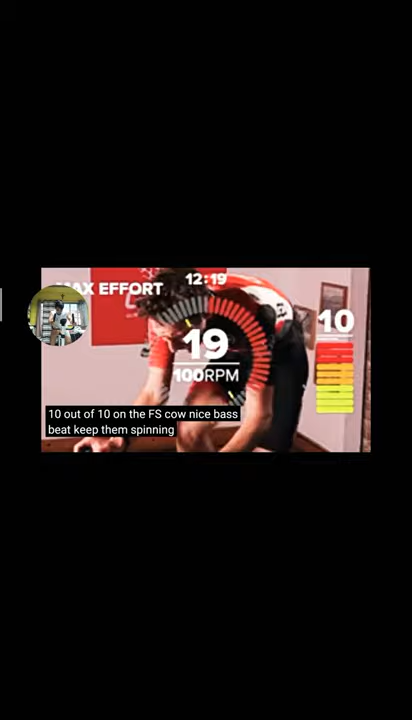 MAX EFFORT
12:19
19
100RPM
10
10 out of 10 on the FS cow nice bass
beat keep them spinning